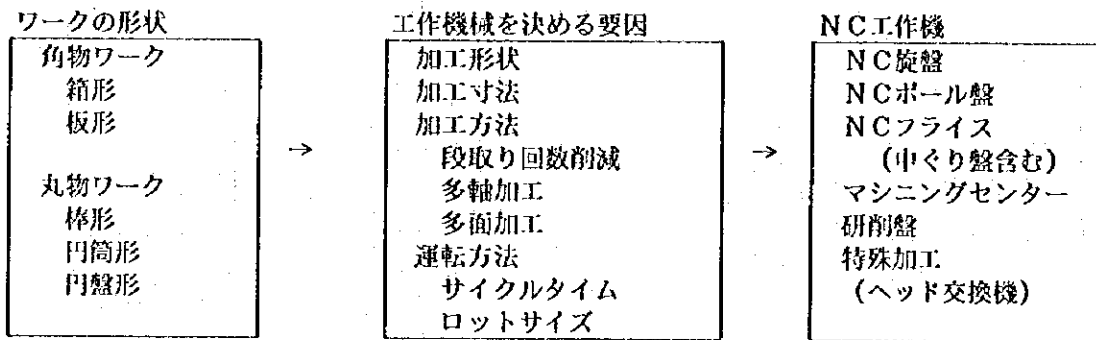 ワークの形状
角物ワーク
箱形
板形
丸物ワーク
棒形
円筒形
円盤形
→
工作機械を決める要因
加工形状
加工寸法
加工方法
段取り回数削減
多軸加工
多面加工
運転方法
サイクルタイム
ロットサイズ
→
NC工作機
NC旋盤
NCボール盤
NCフライス
(中ぐり盤含む)
マシニングセンター
研削盤
特殊加工
(ヘッド交換機)